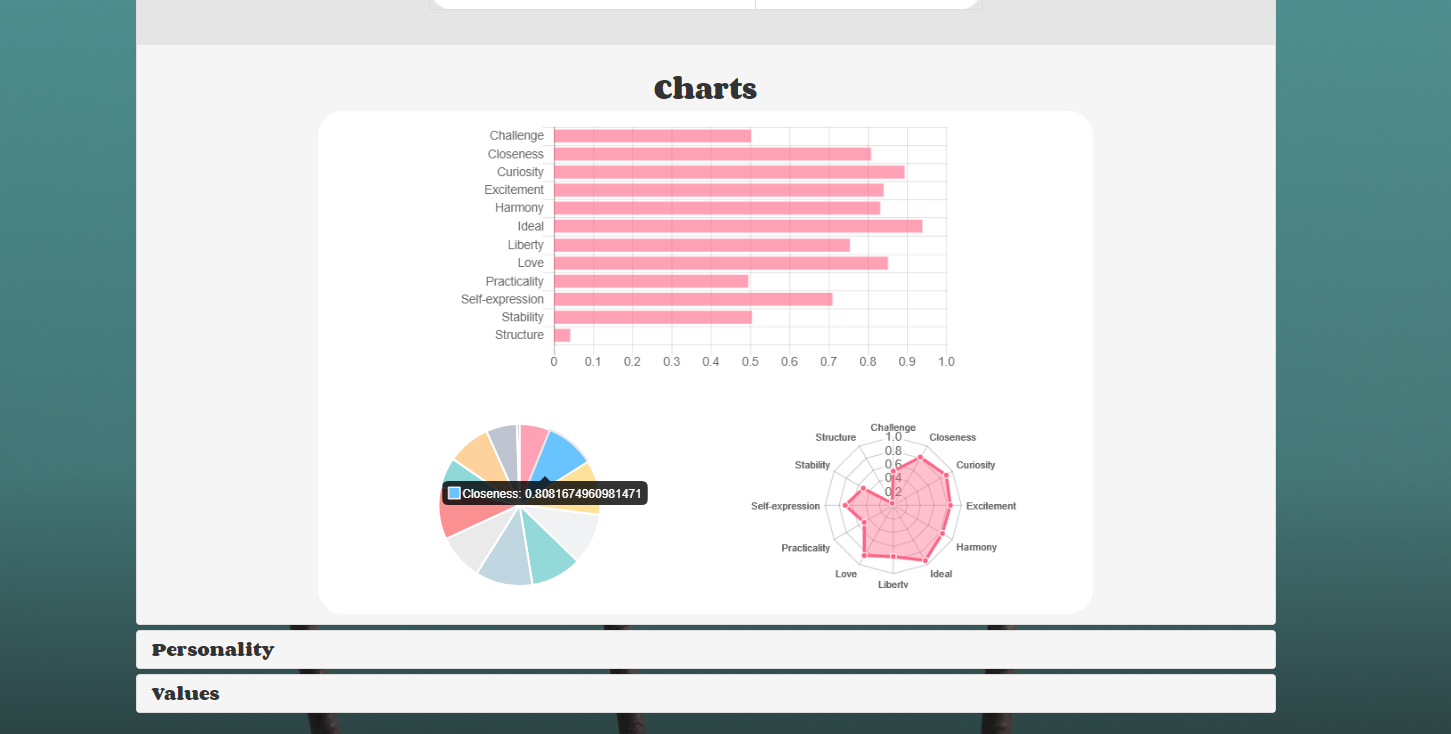 Charts
Challenge
Closeness
Curiosity
Excitement
Harmony
Ideal
Liberty
Love
Practicality
Self-expression
Stability
Structure
0 0.1 0.2 0.3 0.4 0.5 0.6 0.7 0.8 0.9 1.0
Closeness: 0.8081674960981471
Challenge
1.0
Structure Closeness
0.8
Stability 0.6 Curiosity
0.4
0.2
Self-expression Excitement
Practicality Harmony
Love Ideal
Liberty
Personality
Values